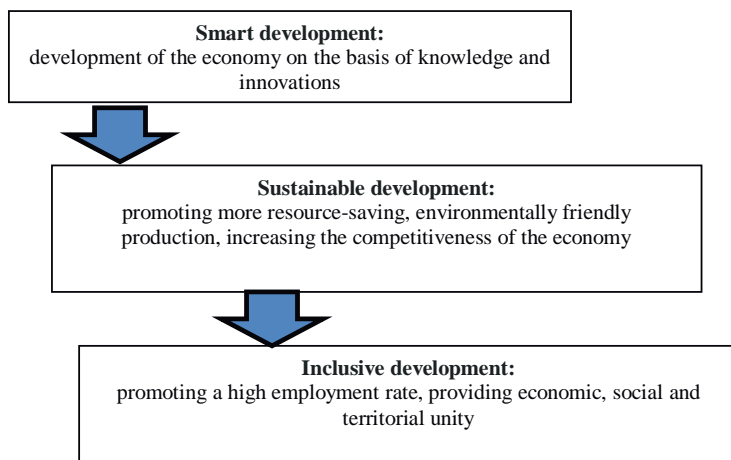 Smart development:
development of the economy on the basis of knowledge and
innovations
Sustainable development:
promoting more resource-saving, environmentally friendly
production, increasing the competitiveness of the economy
Inclusive development:
promoting a high employment rate, providing economic, social and
territorial unity